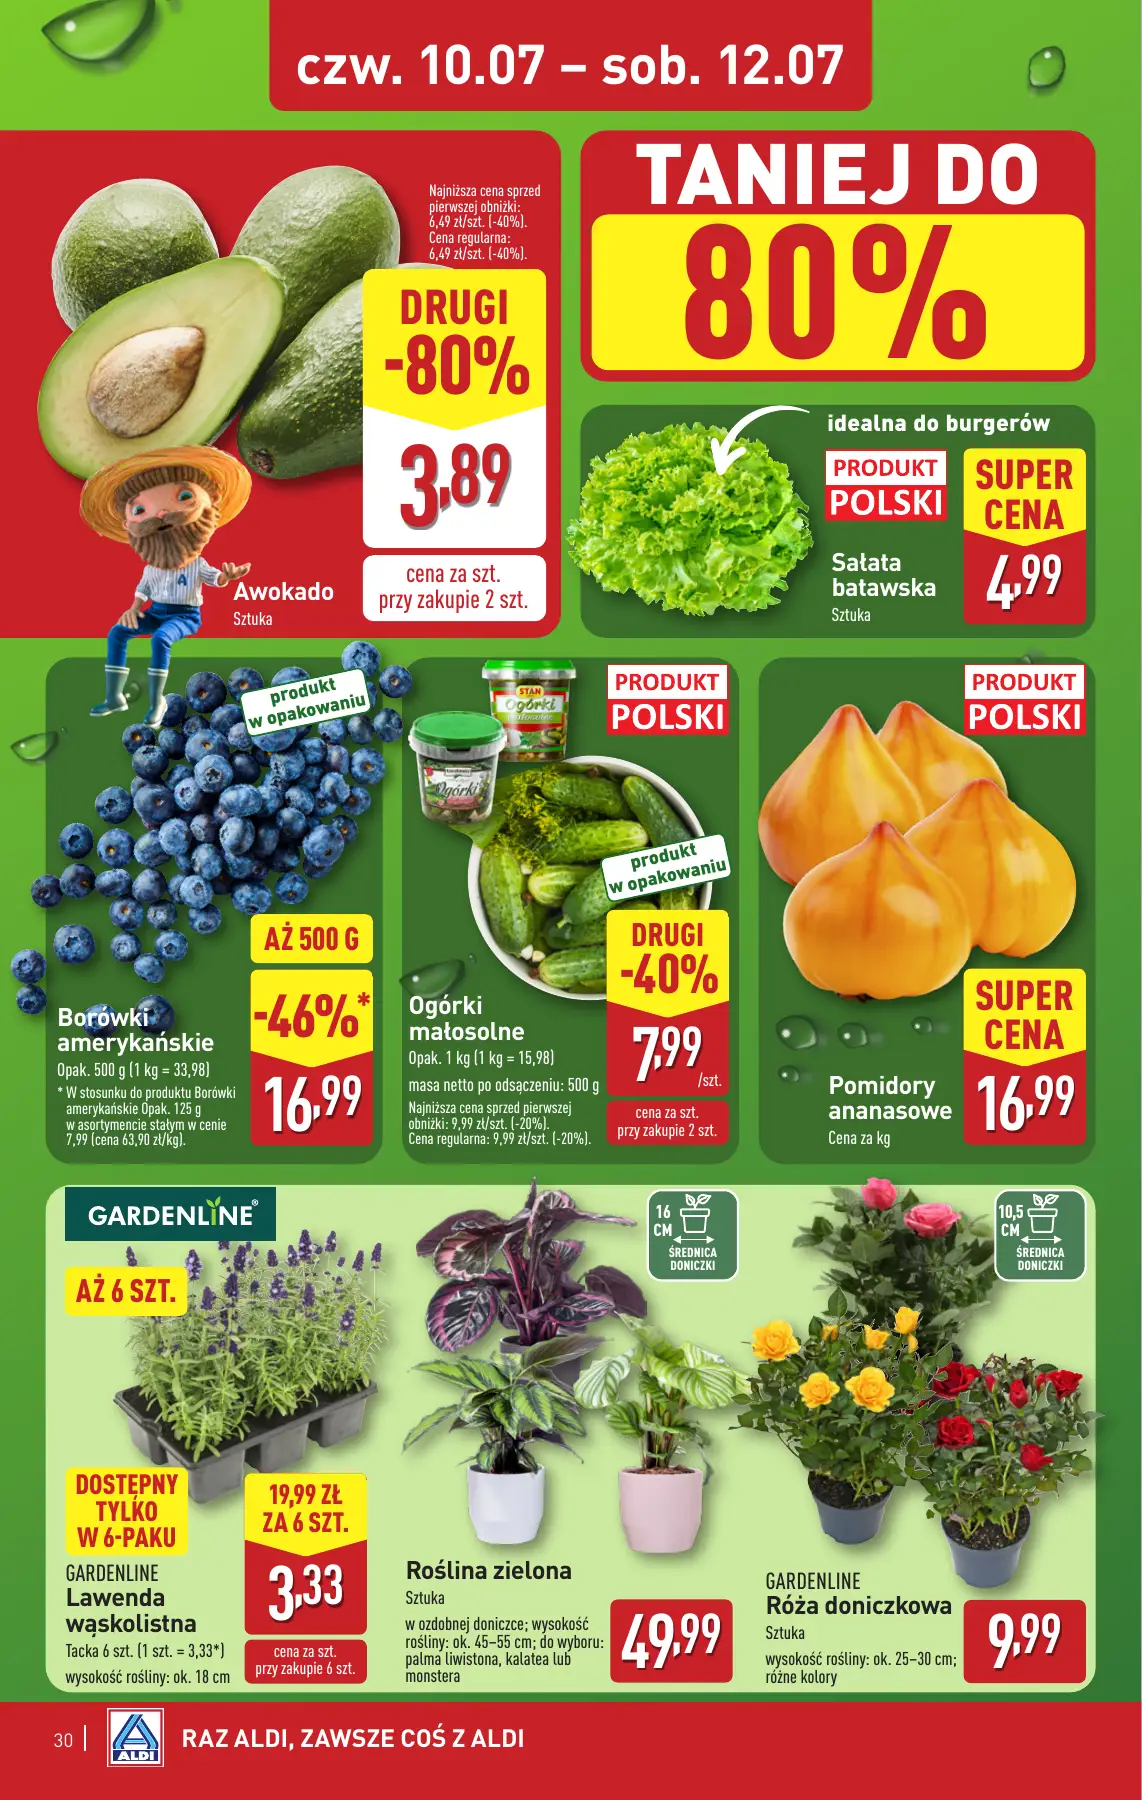 czw. 10.07 – sob. 12.07
Najniższa cena sprzed
pierwszej obniżki:
6,49 zł/szt. (-40%).
Cena regularna:
6,49 zł/szt. (-40%).
DRUGI
-80%
3,89
cena za szt.
przy zakupie 2 szt.
Awokado
Sztuka
A
TANIEJ DO
80%
idealna do burgerów
PRODUKT
POLSKI
SUPER
CENA
4,99
Sałata
batawska
Sztuka
produkt
w opakowaniu
AŻ 500 G
-46%*
16,99
Borówki
amerykańskie
Opak. 500 g (1 kg = 33,98)
* W stosunku do produktu Borówki
amerykańskie Opak. 125 g
w asortymencie stałym w cenie
7,99 (cena 63,90 zł/kg).
PRODUKT
POLSKI
STAN
Ogórki
małosolne
Ogórki
produkt
w opakowaniu
DRUGI
-40%
7,99
/szt.
cena za szt.
przy zakupie 2 szt.
Ogórki
małosolne
Opak. 1 kg (1 kg = 15,98)
masa netto po odsączeniu: 500 g
Najniższa cena sprzed pierwszej
obniżki: 9,99 zł/szt. (-20%).
Cena regularna: 9,99 zł/szt. (-20%).
PRODUKT
POLSKI
SUPER
CENA
16,99
Pomidory
ananasowe
Cena za kg
GARDENLINE®
AŻ 6 SZT.
DOSTĘPNY
TYLKO
W 6-PAKU
19,99 ZŁ
ZA 6 SZT.
3,33
cena za szt.
przy zakupie 6 szt.
GARDENLINE
Lawenda
wąskolistna
Tacka 6 szt. (1 szt. = 3,33*)
wysokość rośliny: ok. 18 cm
16
CM
ŚREDNICA
DONICZKI
Roślina zielona
Sztuka
w ozdobnej doniczce; wysokość
rośliny: ok. 45–55 cm; do wyboru:
palma liwistona, kalatea lub
monstera
49,99
10,5
CM
ŚREDNICA
DONICZKI
GARDENLINE
Róża doniczkowa
Sztuka
wysokość rośliny: ok. 25–30 cm;
różne kolory
9,99
30
ALDI
RAZ ALDI, ZAWSZE COŚ Z ALDI